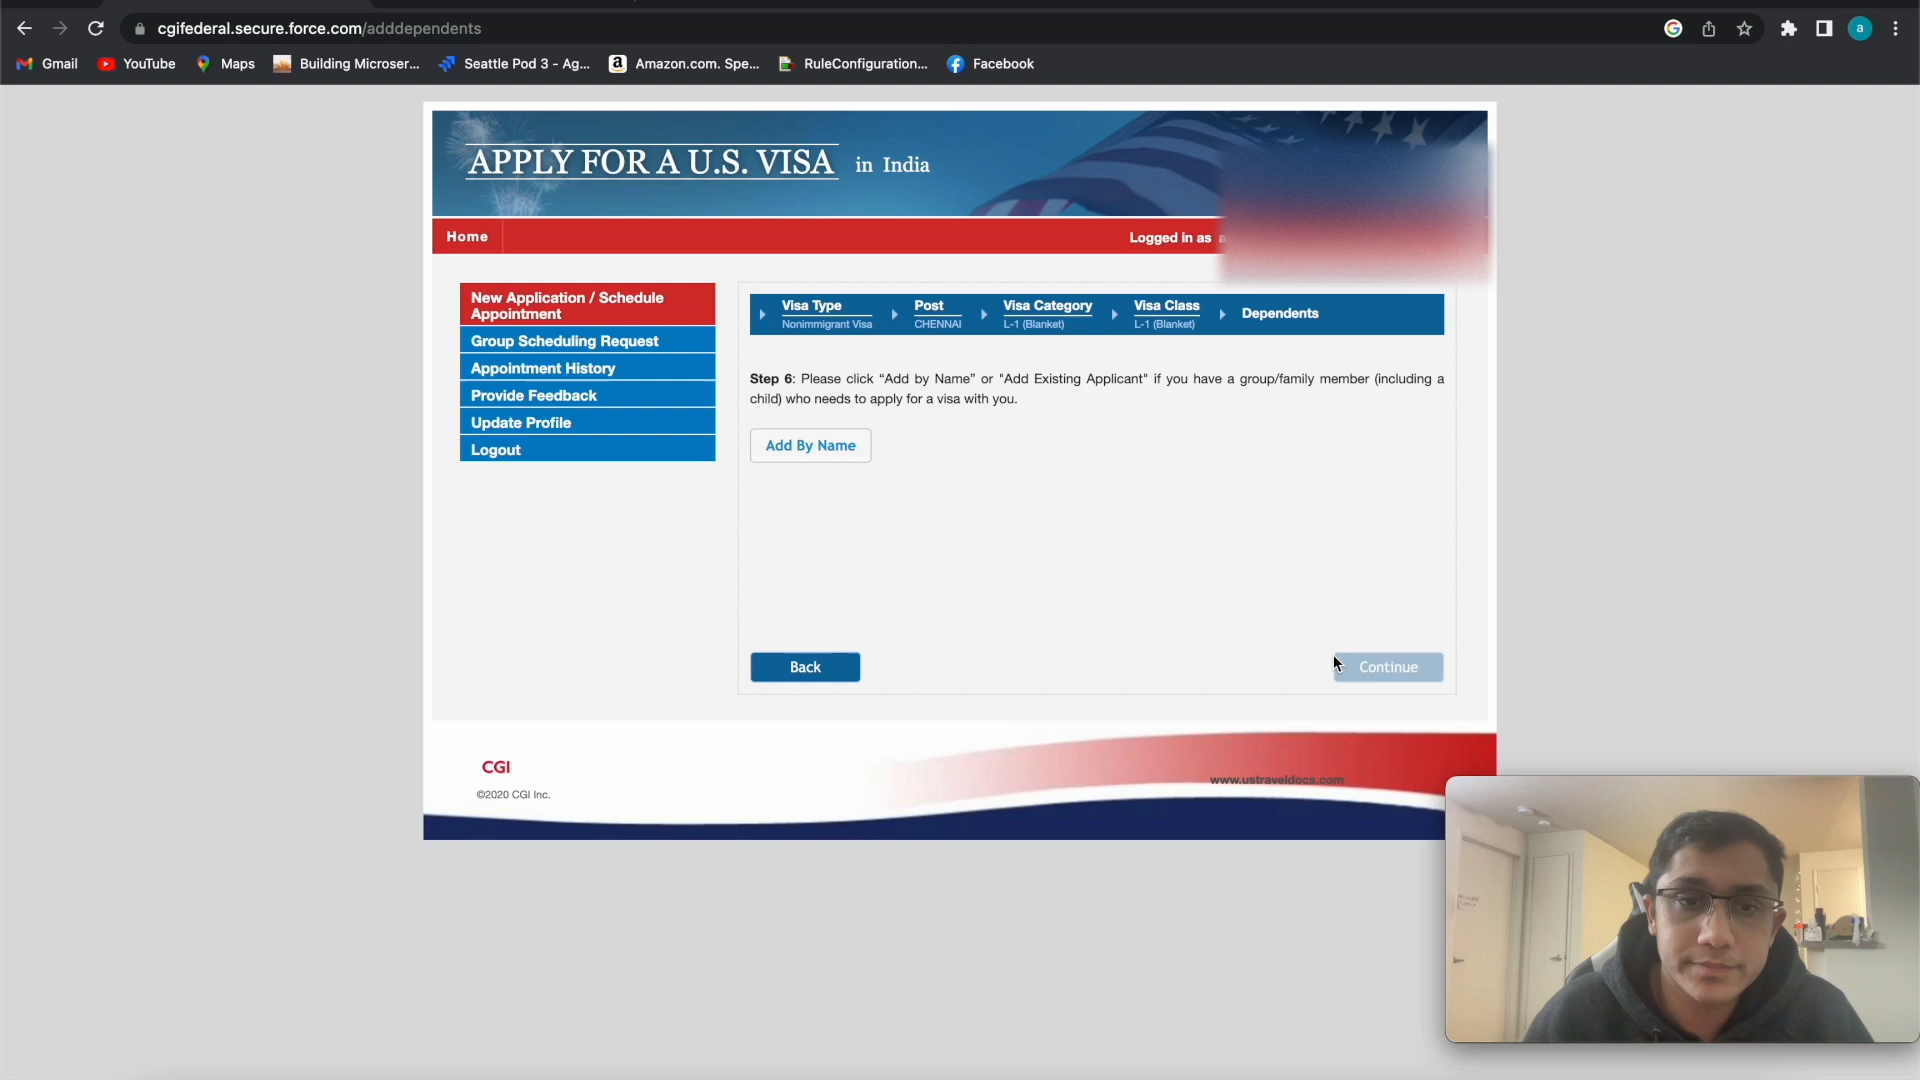 cgifederal.secure.force.com/adddependents
a
Gmail
YouTube
Maps
Building Microser...
Seattle Pod 3 - Ag...
a
Amazon.com. Spe...
RuleConfiguration...
Facebook
APPLY FOR A U.S. VISA in India
Home
Logged in as a
New Application / Schedule
Appointment
Group Scheduling Request
Appointment History
Provide Feedback
Update Profile
Logout
Visa Type
Nonimmigrant Visa
Post
CHENNAI
Visa Category
L-1 (Blanket)
Visa Class
L-1 (Blanket)
Dependents
Step 6: Please click “Add by Name” or "Add Existing Applicant" if you have a group/family member (including a
child) who needs to apply for a visa with you.
Add By Name
Back
Continue
CGI
©2020 CGI Inc.
www.ustraveldocs.com